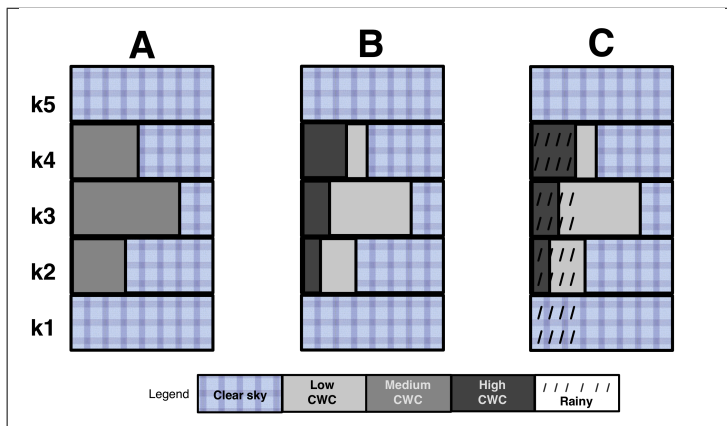 A B C
k5
k4
k3
k2
k1
Legend Clear sky Low CWC Medium CWC High CWC Rainy